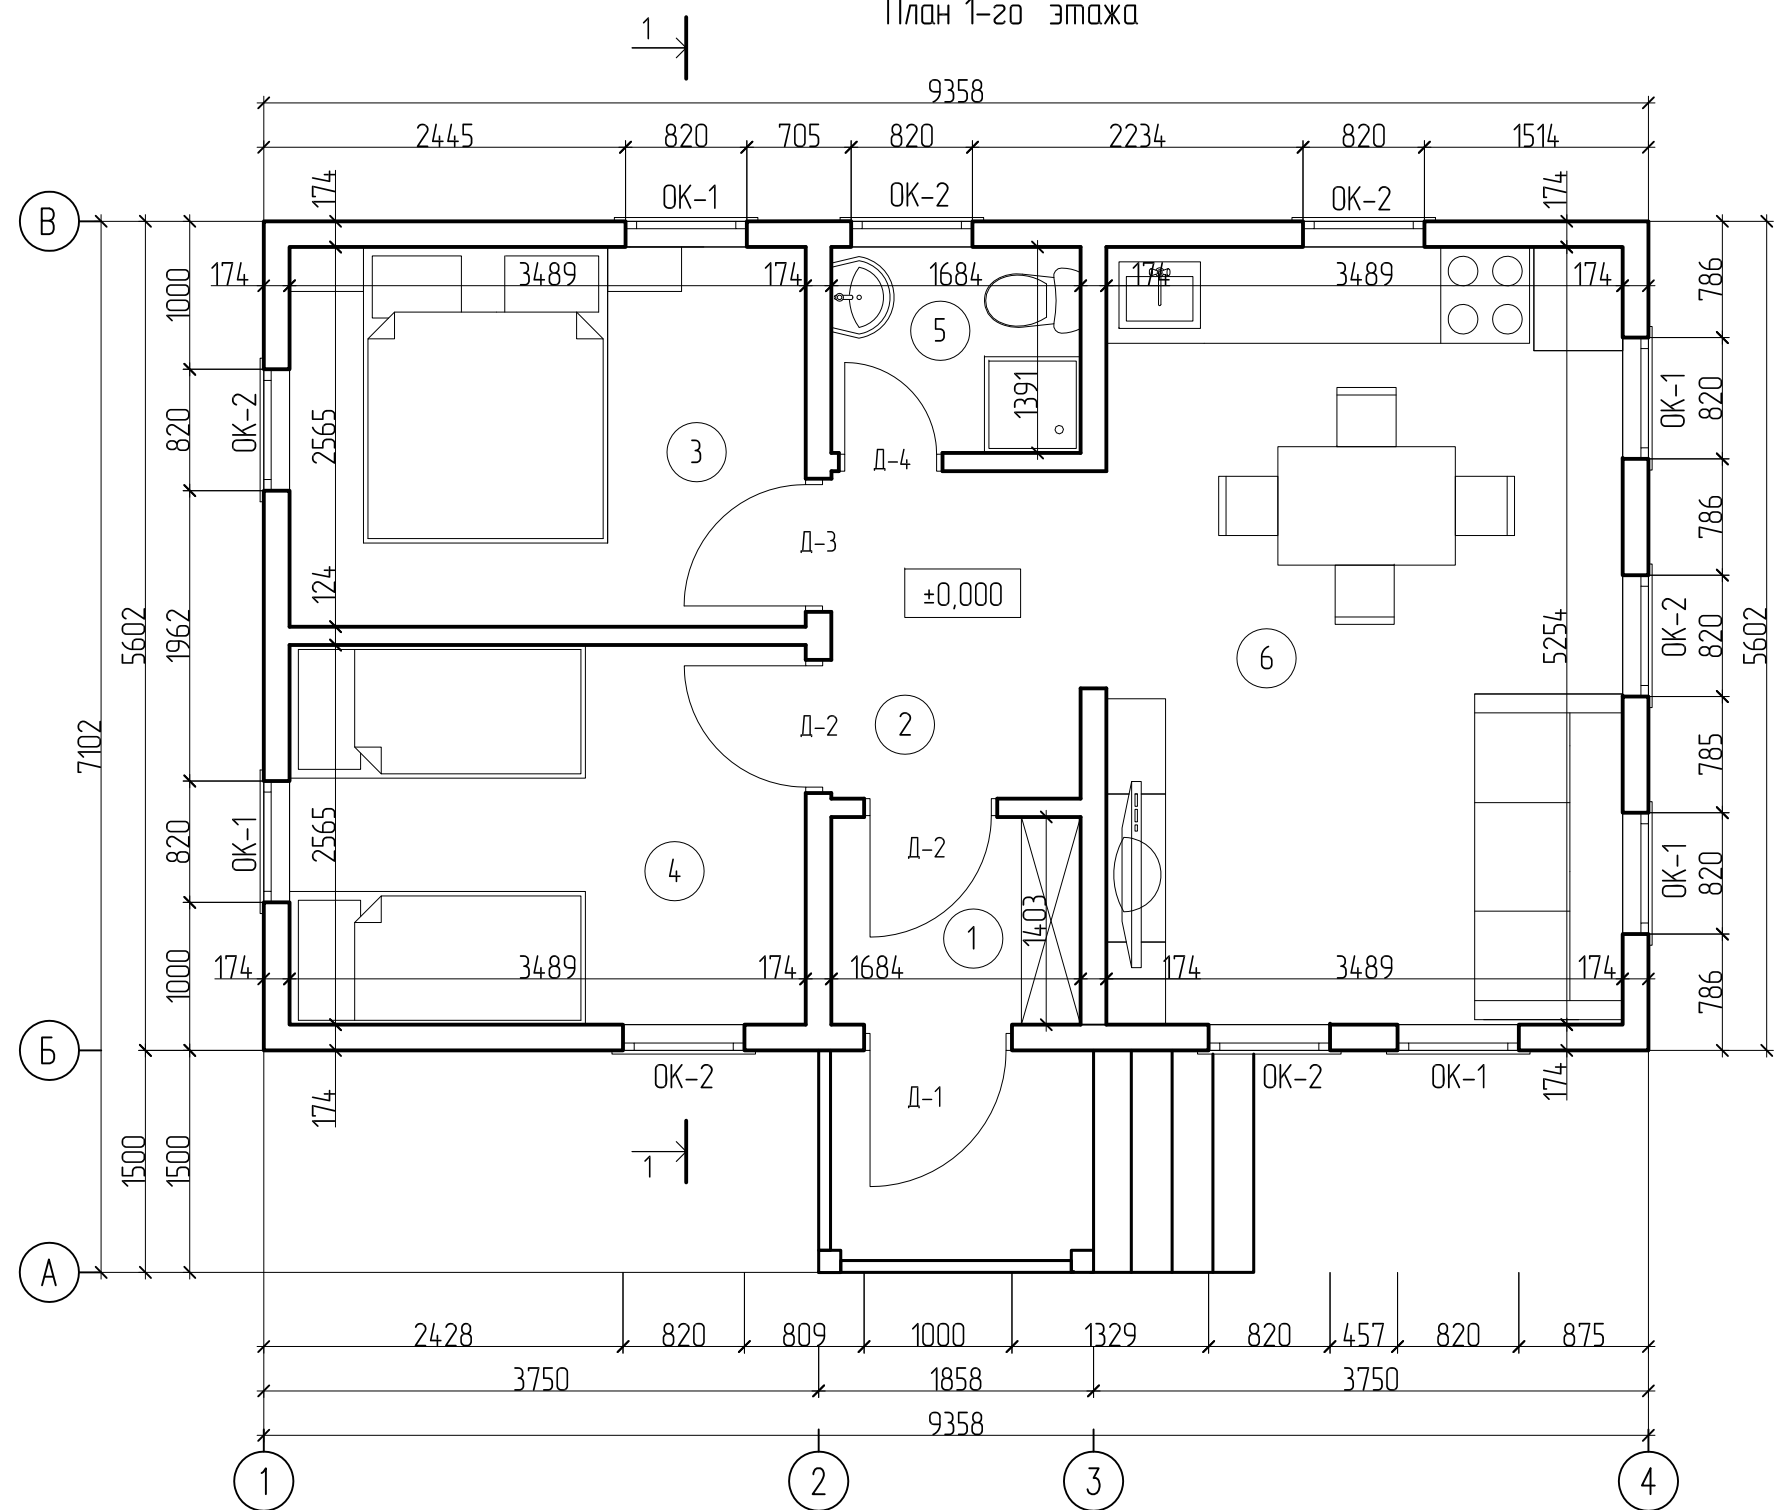 План 1-го этажа
1
9358
2445 820 705 820 2234 820 1514
174 ОК-1 ОК-2 ОК-2 174
В
174 3489 174 1684 174 3489 174
1000 786
5
1391
ОК-2 820 2565 ОК-1 820
3
Д-4
786
Д-3
124
±0,000
5602 1962 5254 ОК-2 820 5602
6
7102
2
Д-2
785
ОК-1 820 2565 ОК-1 820
Д-2
4
1
1403
174 3489 174 1684 174 3489 174
1000 786
Б
ОК-2 ОК-2 ОК-1
174 Д-1 174
1500 1500
1
А
2428 820 809 1000 1329 820 457 820 875
3750 1858 3750
9358
1 2 3 4